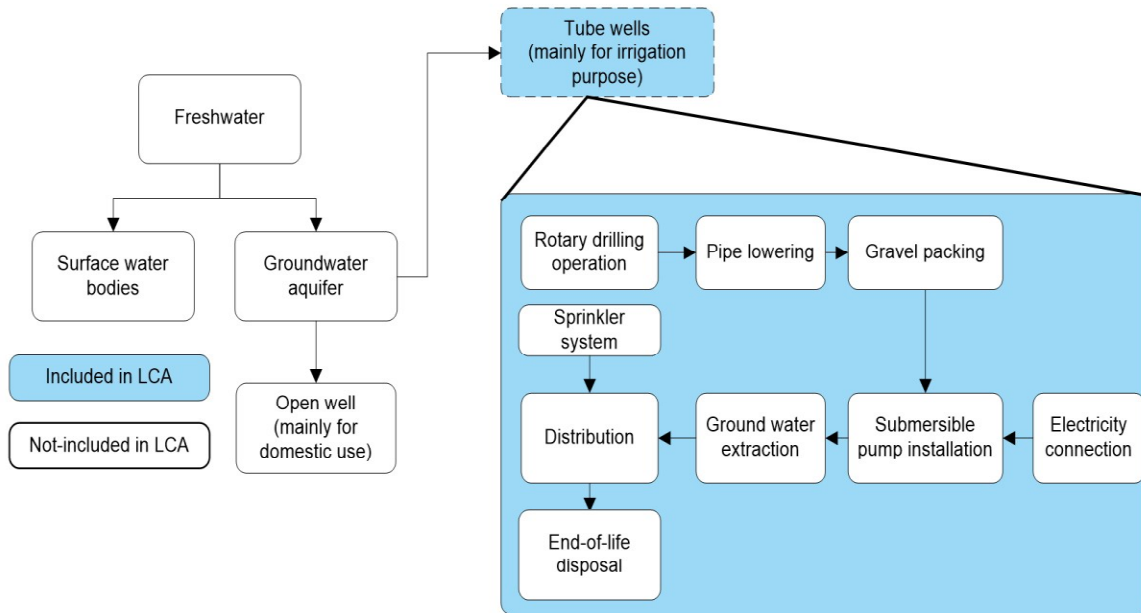 Tube wells
(mainly for irrigation
purpose)
Freshwater
Surface water
bodies
Groundwater
aquifer
Included in LCA
Not-included in LCA
Open well
(mainly for
domestic use)
Rotary drilling
operation
Pipe lowering
Gravel packing
Sprinkler
system
Distribution
Ground water
extraction
Submersible
pump installation
Electricity
connection
End-of-life
disposal